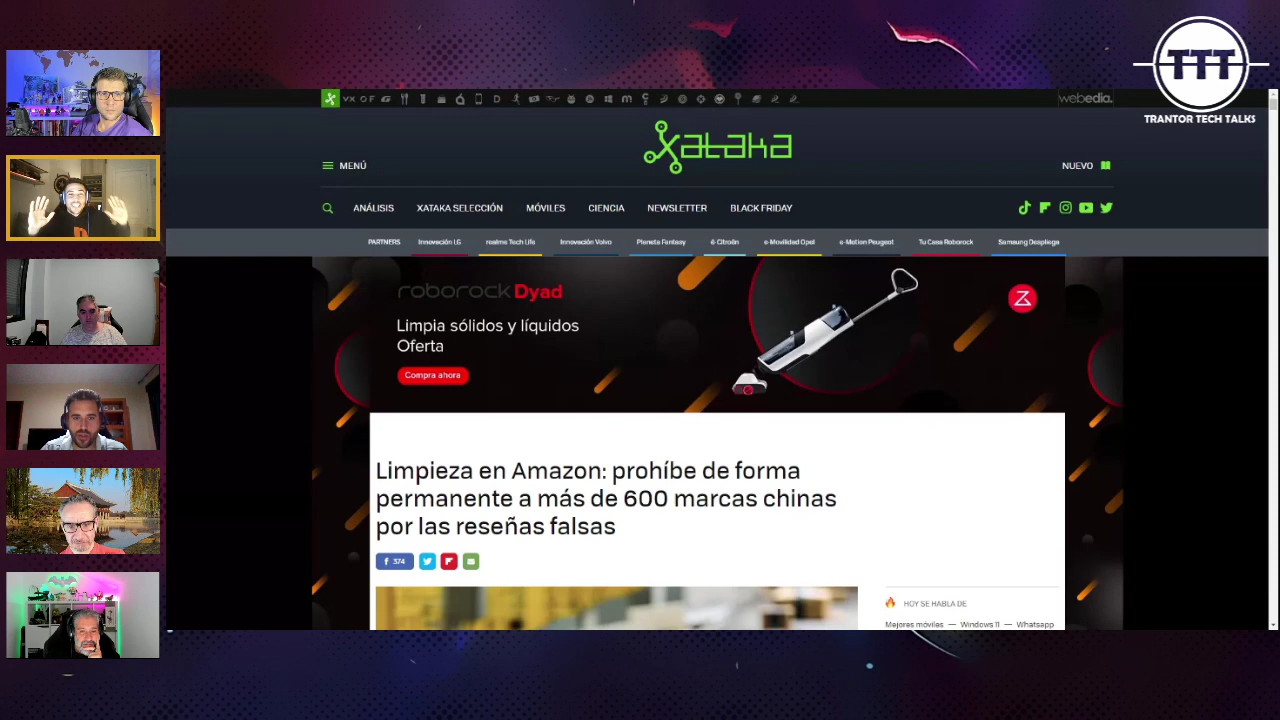 TTT
TRANTOR TECH TALKS
webedia.
xataka
MENÚ
NUEVO
ANÁLISIS XATAKA SELECCIÓN MÓVILES CIENCIA NEWSLETTER BLACK FRIDAY
PARTNERS Innovación LG realme Tech Life Innovación Volvo Planeta Fantasy ë-Citroën e-Movilidad Opel e-Motion Peugeot Tu Casa Roborock Samsung Despliega
roborock Dyad
Limpia sólidos y líquidos
Oferta
Compra ahora
Limpieza en Amazon: prohíbe de forma
permanente a más de 600 marcas chinas
por las reseñas falsas
374
HOY SE HABLA DE
Mejores móviles — Windows 11 — Whatsapp